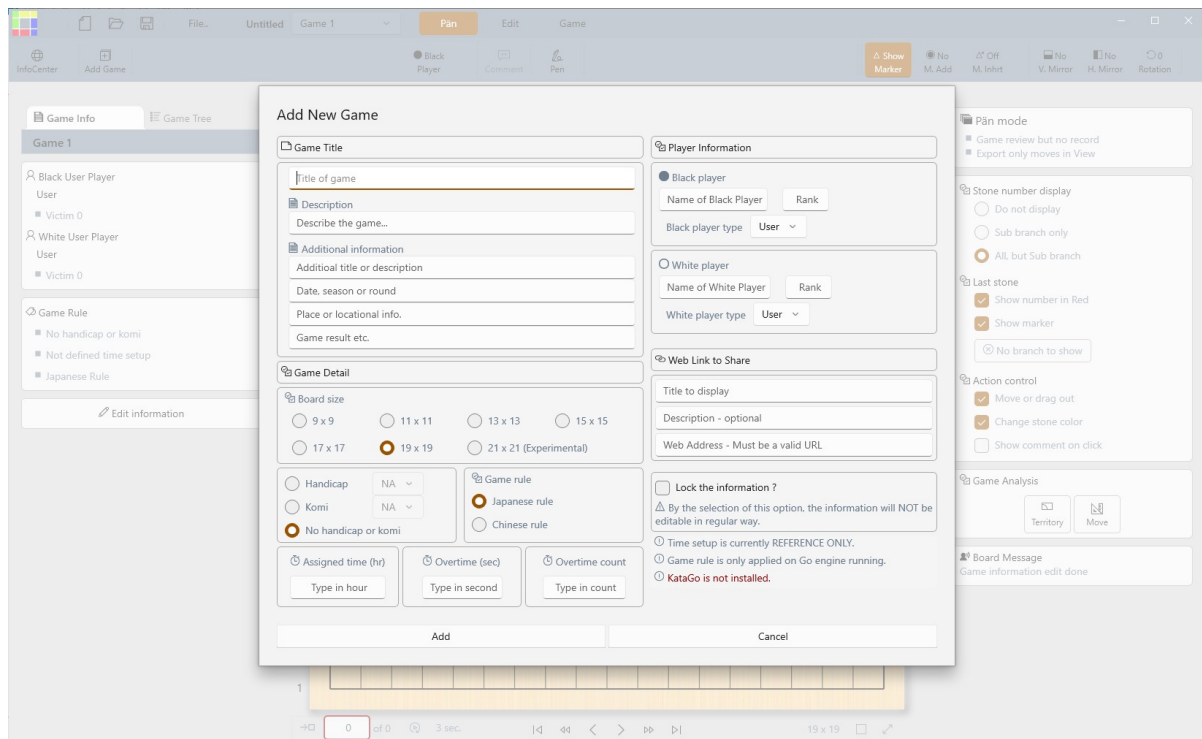 File.. Untitled Game 1 Pän Edit Game
InfoCenter Add Game Black Player Comment Pen Show Marker No M. Add Off M. Inhrt No V. Mirror No H. Mirror 0 Rotation
Game Info Game Tree
Game 1
Black User Player
User
Victim 0
White User Player
User
Victim 0
Game Rule
No handicap or komi
Not defined time setup
Japanese Rule
Edit information
Add New Game
Game Title
Title of game
Description
Describe the game...
Additional information
Additioal title or description
Date, season or round
Place or locational info.
Game result etc.
Game Detail
Board size
9 x 9 11 x 11 13 x 13 15 x 15
17 x 17 19 x 19 21 x 21 (Experimental)
Handicap NA
Komi NA
No handicap or komi
Game rule
Japanese rule
Chinese rule
Assigned time (hr) Overtime (sec) Overtime count
Type in hour Type in second Type in count
Player Information
Black player
Name of Black Player Rank
Black player type User
White player
Name of White Player Rank
White player type User
Web Link to Share
Title to display
Description - optional
Web Address - Must be a valid URL
Lock the information ?
By the selection of this option, the information will NOT be
editable in regular way.
Time setup is currently REFERENCE ONLY.
Game rule is only applied on Go engine running.
KataGo is not installed.
Add Cancel
Pän mode
Game review but no record
Export only moves in View
Stone number display
Do not display
Sub branch only
All, but Sub branch
Last stone
Show number in Red
Show marker
No branch to show
Action control
Move or drag out
Change stone color
Show comment on click
Game Analysis
Territory Move
Board Message
Game information edit done
1
0 of 0 3 sec. 19 x 19